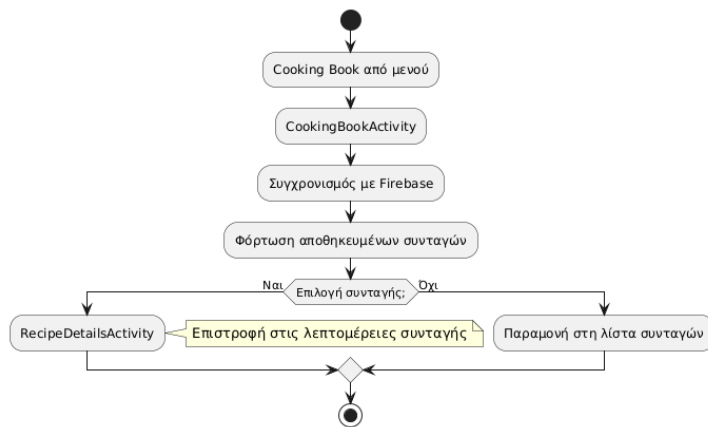 Cooking Book από μενού
CookingBookActivity
Συγχρονισμός με Firebase
Φόρτωση αποθηκευμένων συνταγών
Ναι
Επιλογή συνταγής;
Όχι
RecipeDetailsActivity
Επιστροφή στις λεπτομέρειες συνταγής
Παραμονή στη λίστα συνταγών